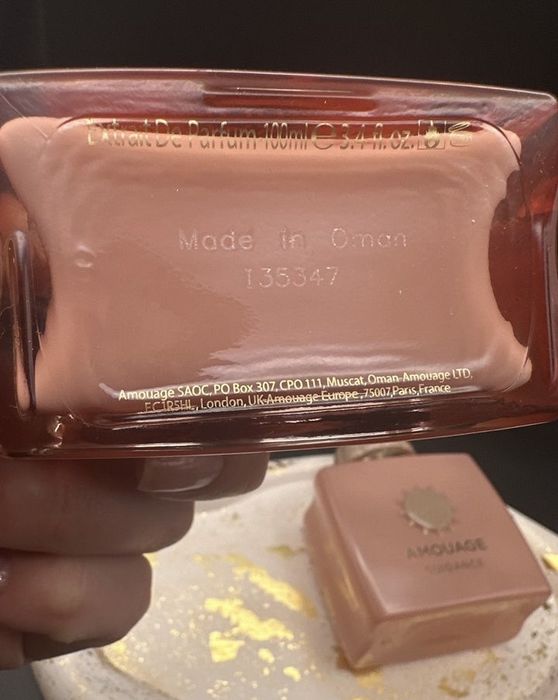 Extrait De Parfum 100ml ℮ 3.4 fl.oz.
Made in Oman
135347
Amouage SAOC, PO Box 307, CPO 111, Muscat, Oman-Amouage LTD,
EC1R5HL, London, UK-Amouage Europe, 75007, Paris, France
AMOUAGE
GUIDANCE